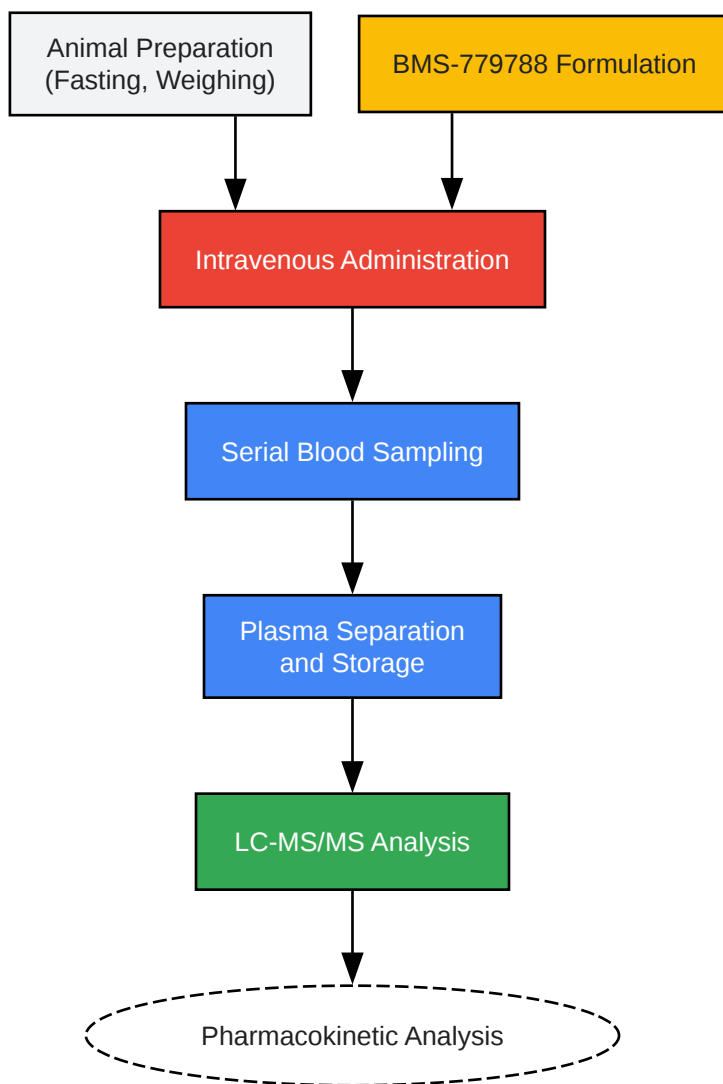 Animal Preparation
(Fasting, Weighing)
BMS-779788 Formulation
Intravenous Administration
Serial Blood Sampling
Plasma Separation
and Storage
LC-MS/MS Analysis
Pharmacokinetic Analysis